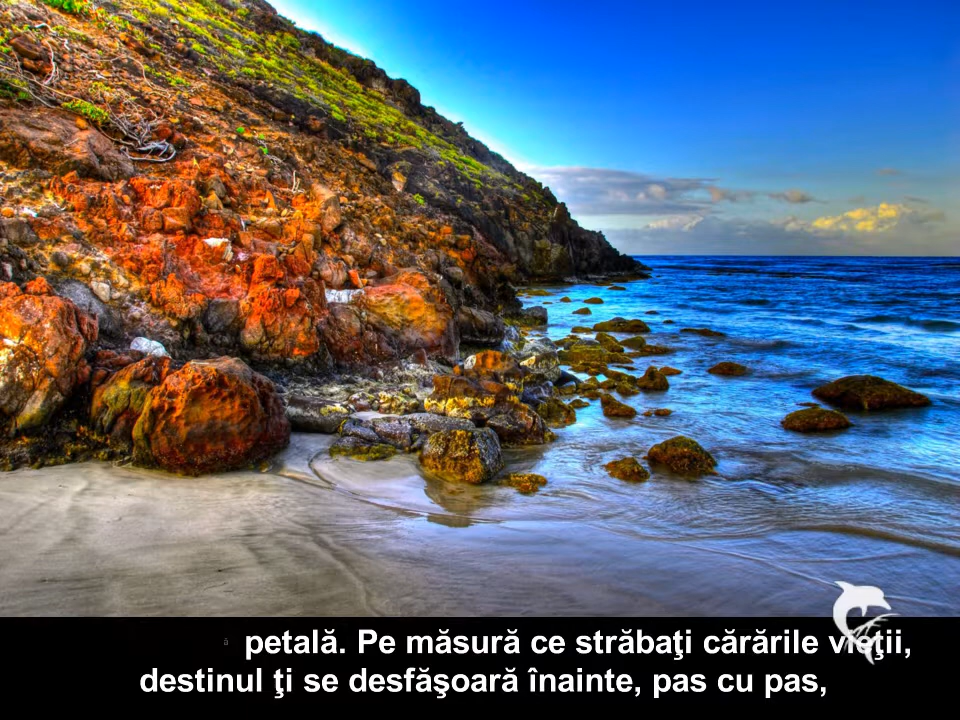 petală. Pe măsură ce străbaţi cărările vieţii,
destinul ţi se desfăşoară înainte, pas cu pas,